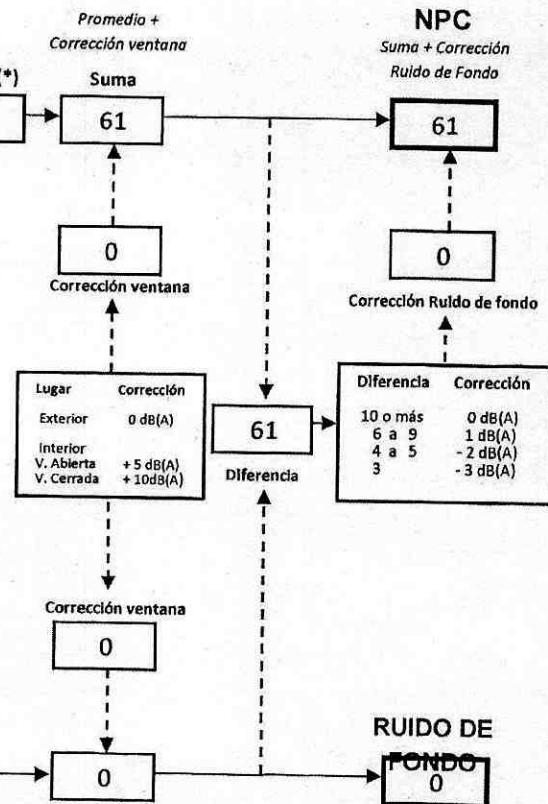 Promedio +
Corrección ventana
NPC
Suma + Corrección
Ruido de Fondo
*)
Suma
61
61
0
0
Corrección ventana
Corrección Ruido de fondo
Lugar Corrección
Exterior 0 dB(A)
Interior
V. Abierta + 5 dB(A)
V. Cerrada + 10dB(A)
61
Diferencia
Diferencia Corrección
10 o más 0 dB(A)
6 a 9 1 dB(A)
4 a 5 - 2 dB(A)
3 - 3 dB(A)
Corrección ventana
0
0
RUIDO DE
FONDO
0